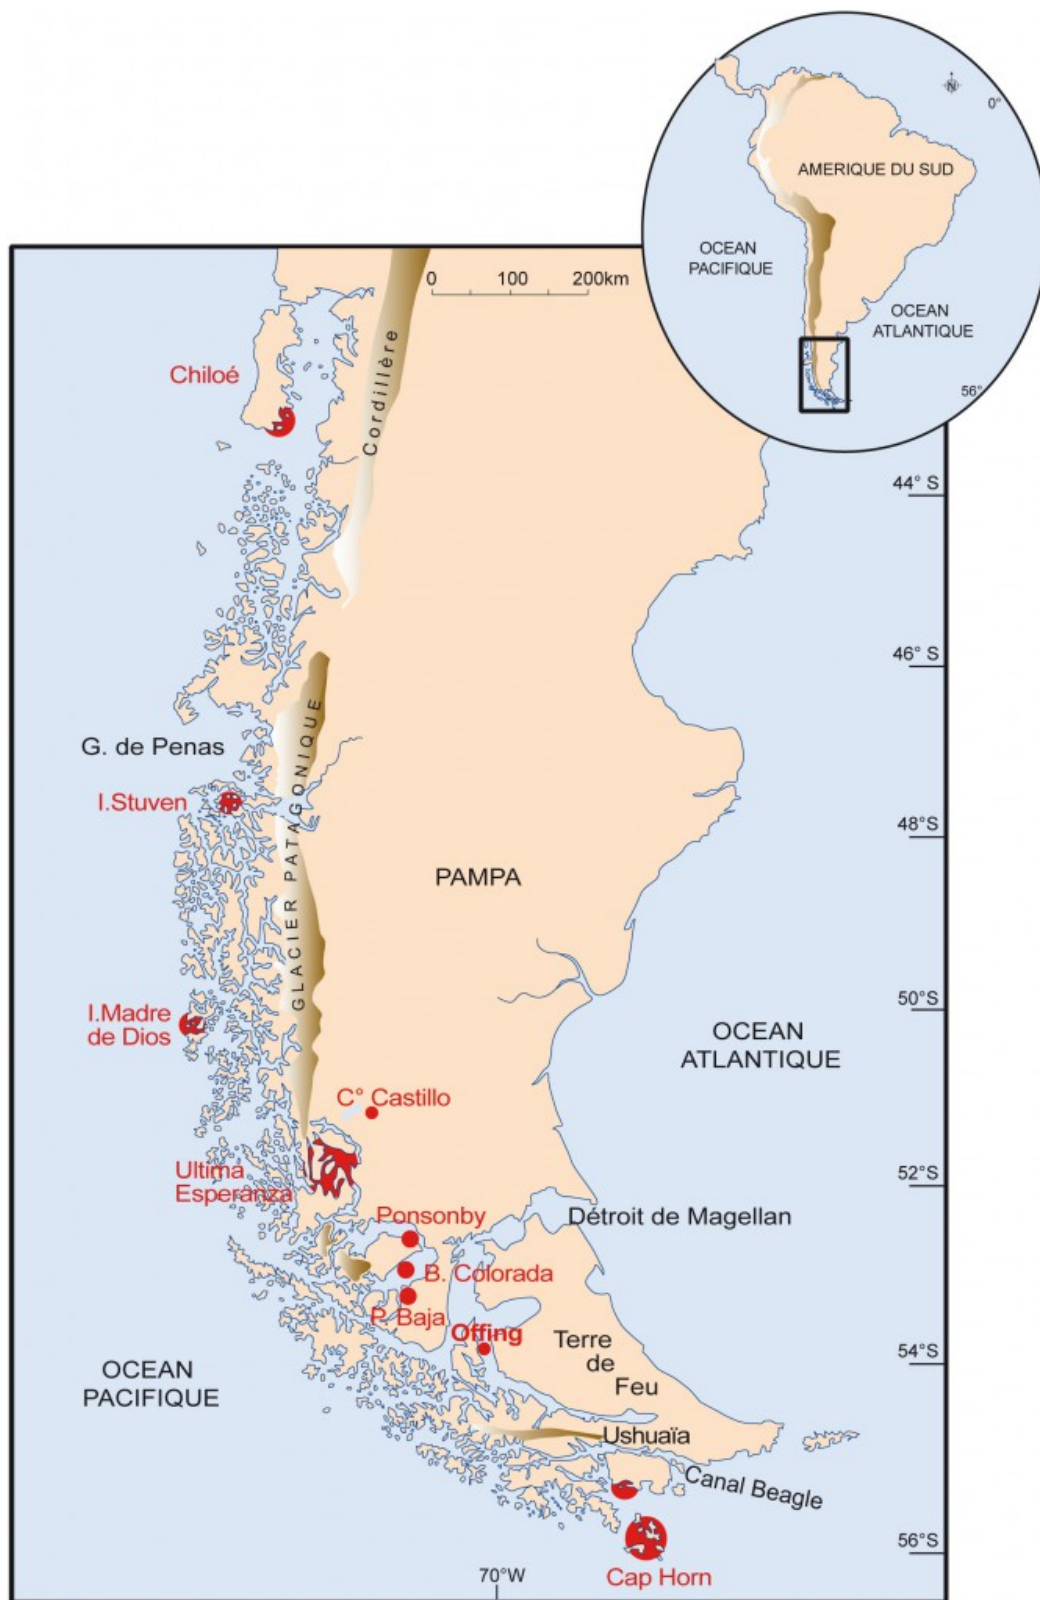 N
0°
AMÉRIQUE DU SUD
OCEAN
PACIFIQUE
OCEAN
ATLANTIQUE
56°
0 100 200km
Cordillère
Chiloé
44° S
46° S
G. de Penas
GLACIER PATAGONIQUE
I.Stuven
48° S
PAMPA
50° S
I.Madre
de Dios
OCEAN
ATLANTIQUE
C° Castillo
Ultima
Esperanza
52° S
Ponsonby
Détroit de Magellan
B. Colorada
P. Baja
Offing
Terre
de
Feu
54° S
OCEAN
PACIFIQUE
Ushuaïa
Canal Beagle
56° S
Cap Horn
70°W